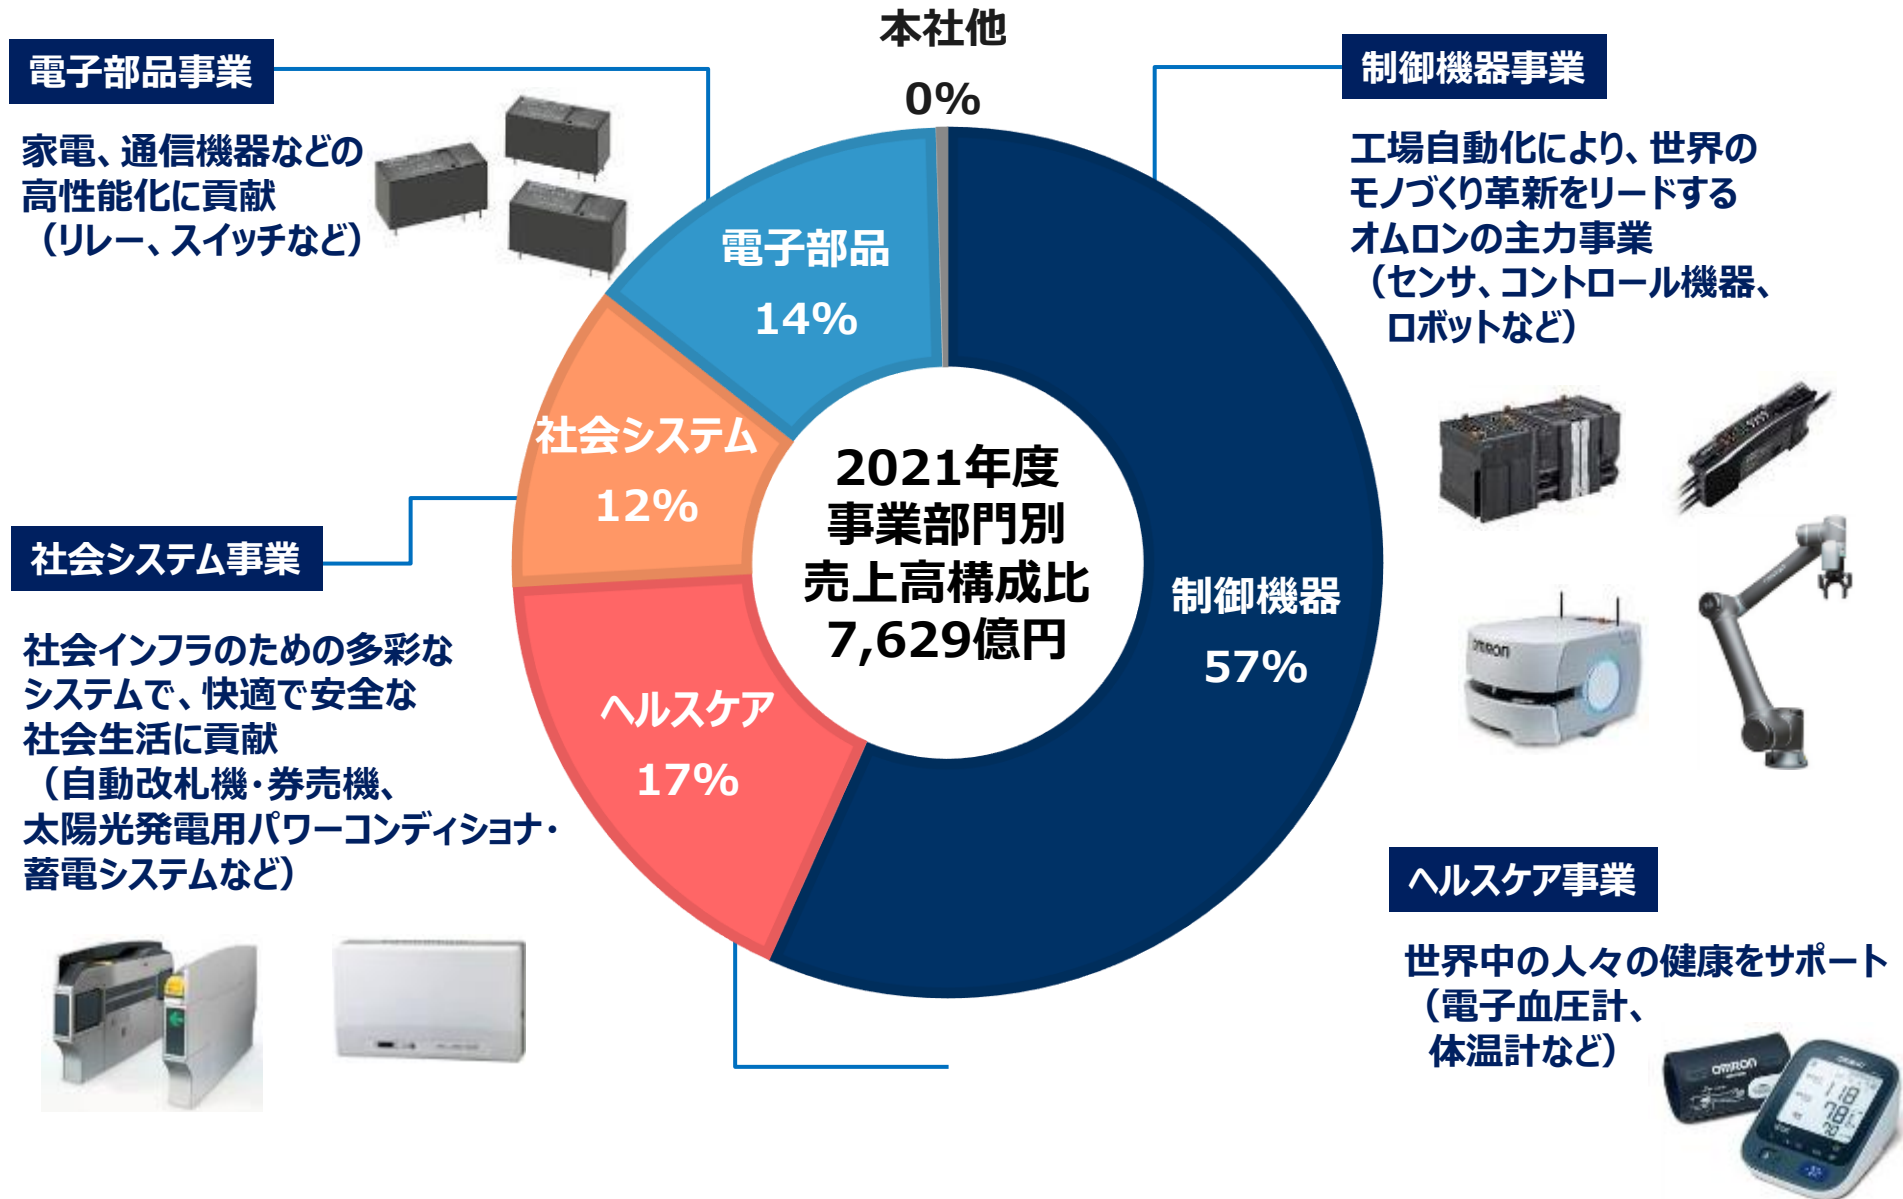 本社他
0%
電子部品事業
家電、通信機器などの
高性能化に貢献
（リレー、スイッチなど）
制御機器事業
工場自動化により、世界の
モノづくり革新をリードする
オムロンの主力事業
（センサ、コントロール機器、
ロボットなど）
電子部品
14%
社会システム
12%
2021年度
事業部門別
売上高構成比
7,629億円
制御機器
57%
ヘルスケア
17%
社会システム事業
社会インフラのための多彩な
システムで、快適で安全な
社会生活に貢献
（自動改札機・券売機、
太陽光発電用パワーコンディショナ・
蓄電システムなど）
OMRON
ヘルスケア事業
世界中の人々の健康をサポート
（電子血圧計、
体温計など）
OMRON
118
78
70